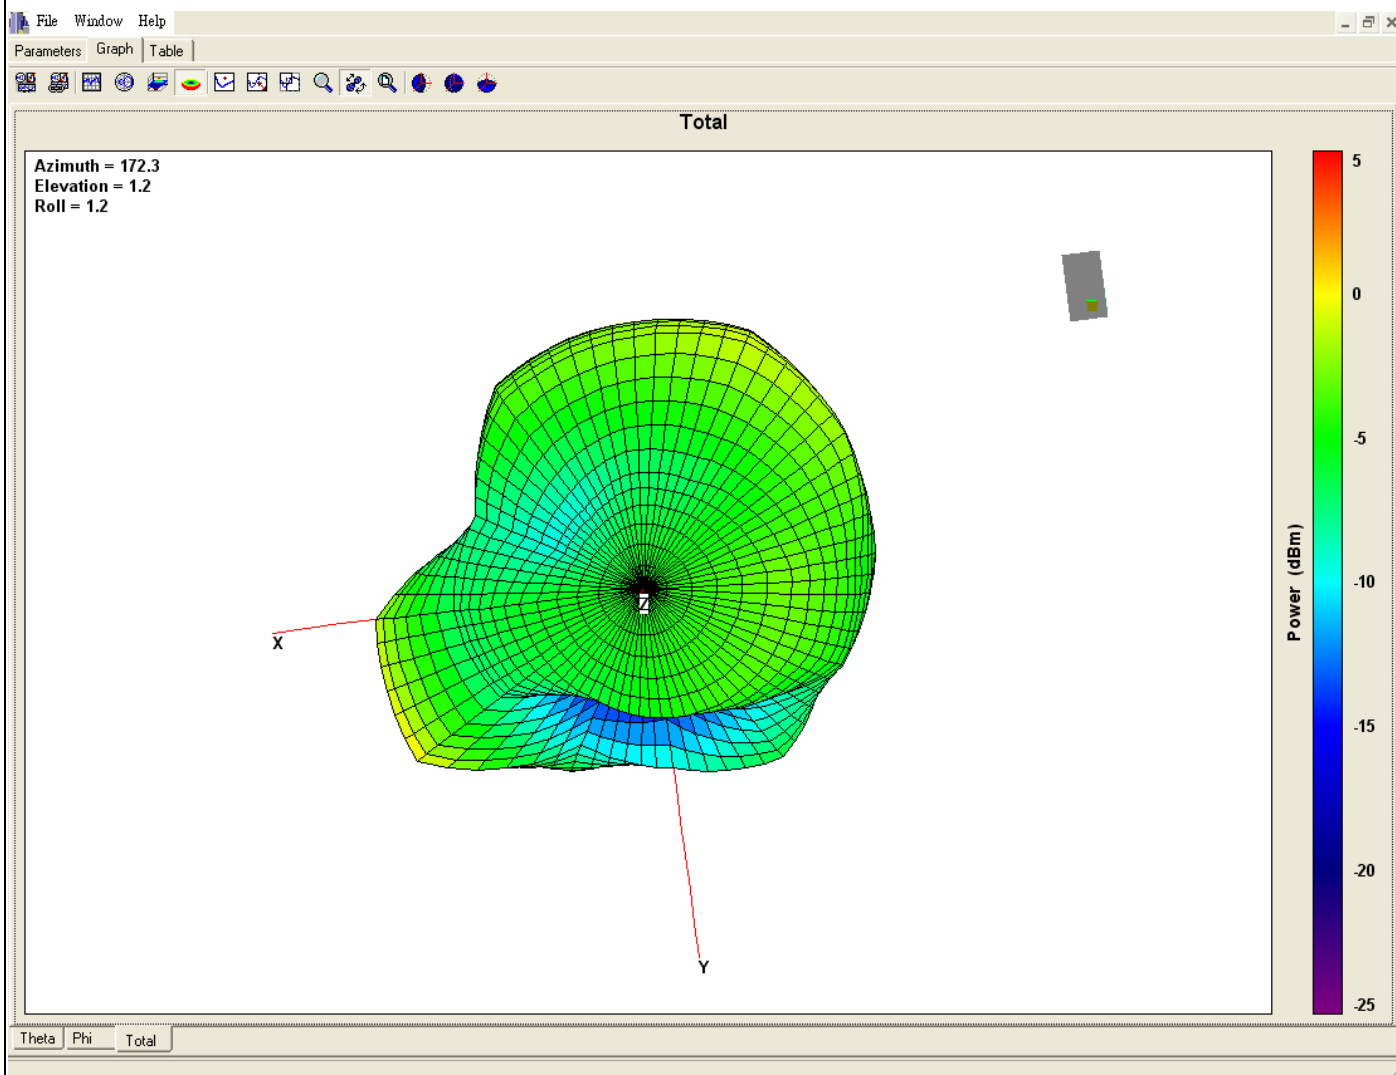 File Window Help
Parameters Graph Table
Total
Azimuth = 172.3
Elevation = 1.2
Roll = 1.2
5
0
-5
-10
-15
-20
-25
Power (dBm)
X
Z
Y
Theta Phi Total